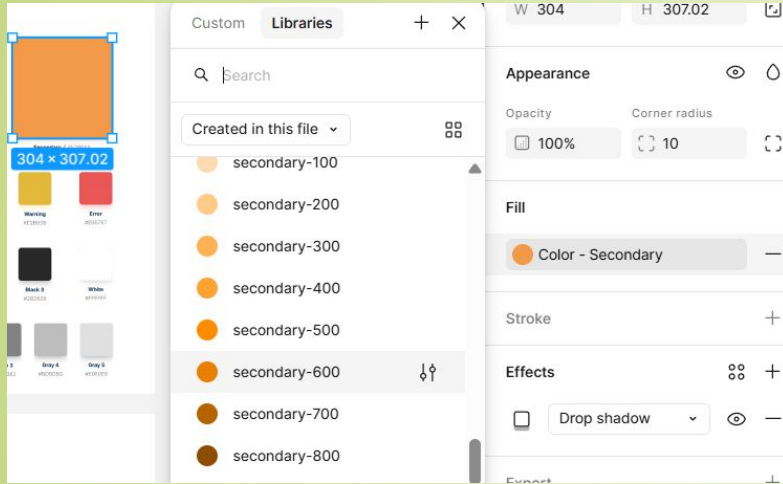 Secondary
304 × 307.02
Warning
Error
Black 3
White
Gray 4
Gray 5
Custom
Libraries
Search
Created in this file
secondary-100
secondary-200
secondary-300
secondary-400
secondary-500
secondary-600
secondary-700
secondary-800
W 304
H 307.02
Appearance
Opacity
Corner radius
100%
10
Fill
Color - Secondary
Stroke
Effects
Drop shadow
Export